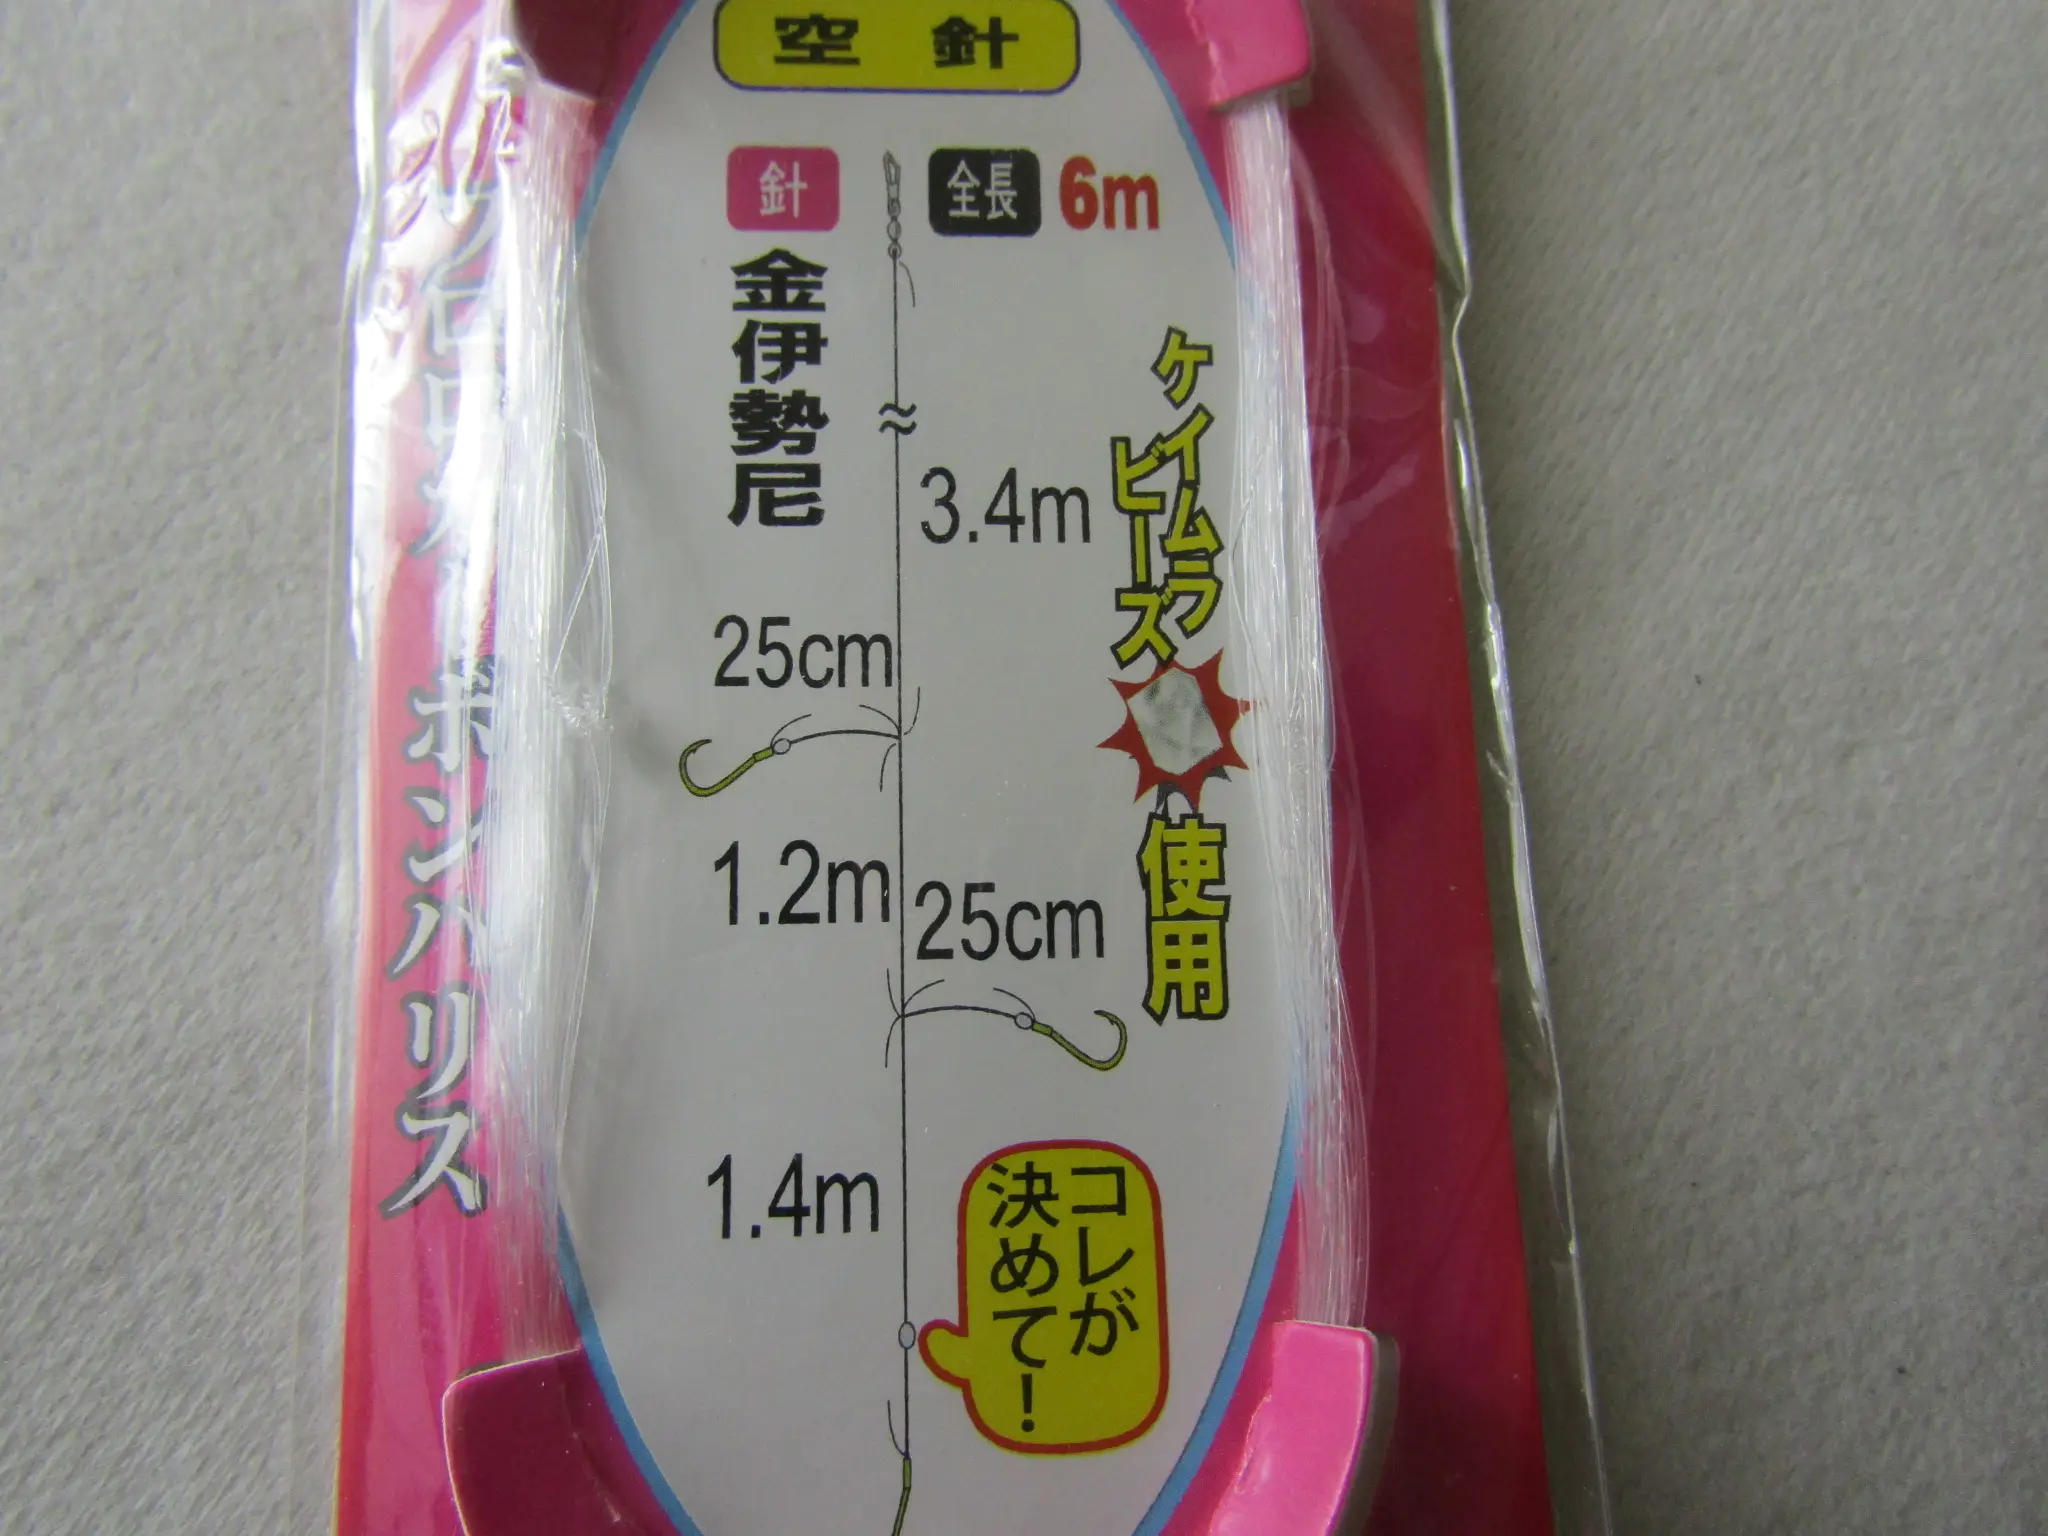 空針
針
金伊勢尼
全長 6m
3.4m
ケイムラ
ビーズ
使用
25cm
1.2m
25cm
1.4m
コレが
決めて!
フロロカーボンハリス